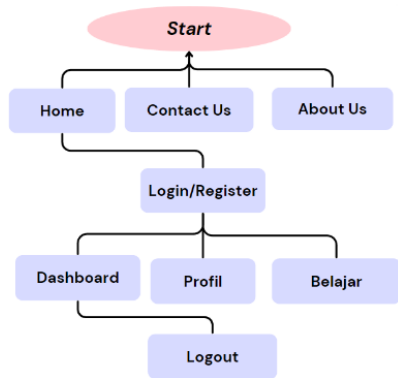 Start
Home
Contact Us
About Us
Login/Register
Dashboard
Profil
Belajar
Logout